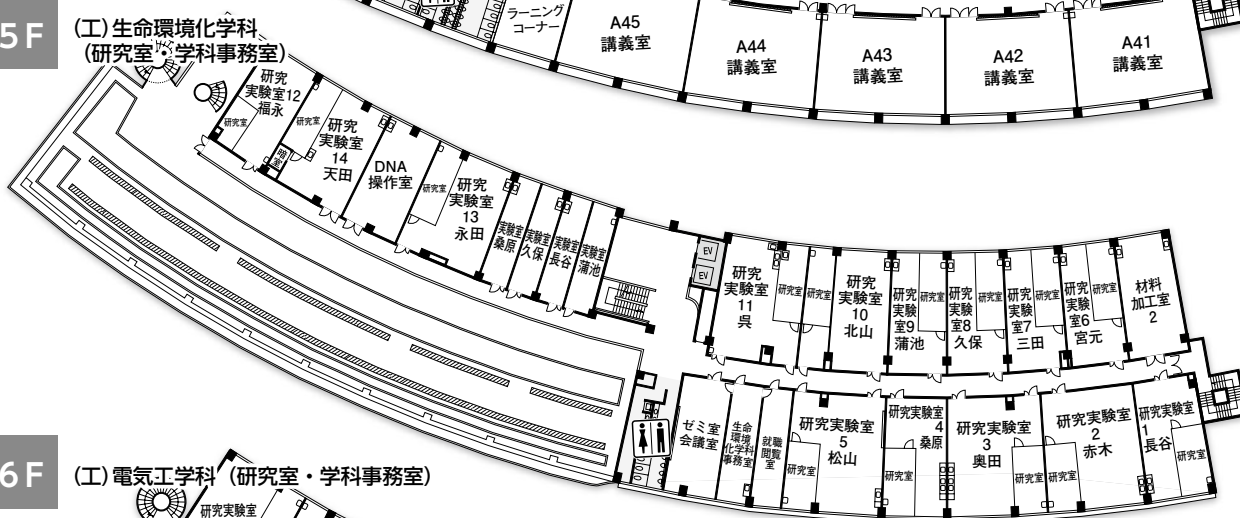 ラーニング
コーナー
A45
講義室
A44
講義室
A43
講義室
A42
講義室
A41
講義室
5F
(工)生命環境化学科
(研究室・学科事務室)
研究
実験室12
福永
研究室
暗室
研究室
研究
実験室
14
天田
DNA
操作室
研究室
研究
実験室
13
永田
実験室
桑原
実験室
久保
実験室
長谷
実験室
蒲池
EV
EV
研究
実験室
11
呉
研究室
研究室
研究
実験室
10
北山
研究
実験
室9
蒲池
研究室
研究
実験
室8
久保
研究室
研究
実験
室7
三田
研究室
研究
実験
室6
宮元
研究室
材料
加工室
2
ゼミ室
会議室
生命
環境
化学科
事務室
就職
閲覧
室
研究実験室
5
松山
研究室
研究実験室
4
桑原
研究室
研究実験室
3
奥田
研究室
研究室
研究実験室
2
赤木
研究実験室
1
長谷
研究室
6F
(工)電気工学科(研究室・学科事務室)
研究実験室